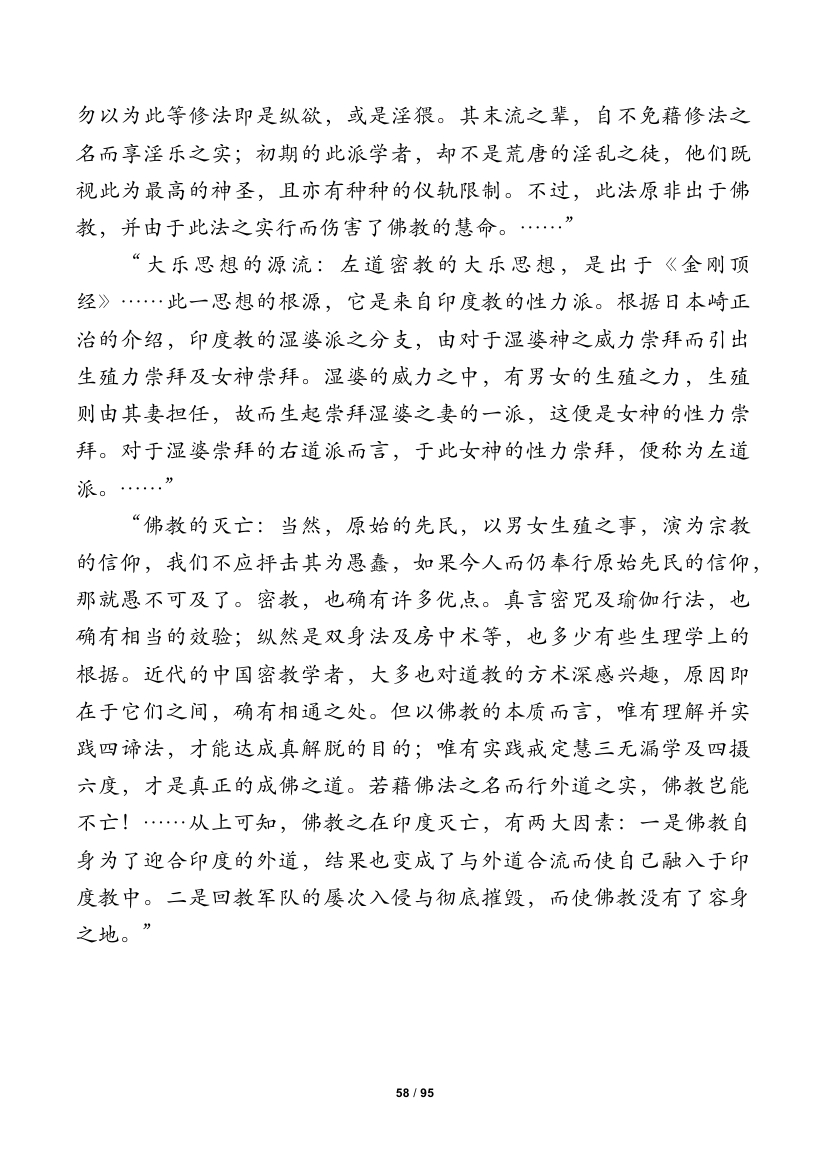 勿以为此等修法即是纵欲，或是淫猥。其末流之辈，自不免藉修法之
名而享淫乐之实；初期的此派学者，却不是荒唐的淫乱之徒，他们既
视此为最高的神圣，且亦有种种的仪轨限制。不过，此法原非出于佛
教，并由于此法之实行而伤害了佛教的慧命。……”
“大乐思想的源流：左道密教的大乐思想，是出于《金刚顶
经》……此一思想的根源，它是来自印度教的性力派。根据日本崎正
治的介绍，印度教的湿婆派之分支，由对于湿婆神之威力崇拜而引出
生殖力崇拜及女神崇拜。湿婆的威力之中，有男女的生殖之力，生殖
则由其妻担任，故而生起崇拜湿婆之妻的一派，这便是女神的性力崇
拜。对于湿婆崇拜的右道派而言，于此女神的性力崇拜，便称为左道
派。……”
“佛教的灭亡：当然，原始的先民，以男女生殖之事，演为宗教
的信仰，我们不应抨击其为愚蠢，如果今人而仍奉行原始先民的信仰，
那就愚不可及了。密教，也确有许多优点。真言密咒及瑜伽行法，也
确有相当的效验；纵然是双身法及房中术等，也多少有些生理学上的
根据。近代的中国密教学者，大多也对道教的方术深感兴趣，原因即
在于它们之间，确有相通之处。但以佛教的本质而言，唯有理解并实
践四谛法，才能达成真解脱的目的；唯有实践戒定慧三无漏学及四摄
六度，才是真正的成佛之道。若藉佛法之名而行外道之实，佛教岂能
不亡！……从上可知，佛教之在印度灭亡，有两大因素：一是佛教自
身为了迎合印度的外道，结果也变成了与外道合流而使自己融入于印
度教中。二是回教军队的屡次入侵与彻底摧毁，而使佛教没有了容身
之地。”
58 / 95